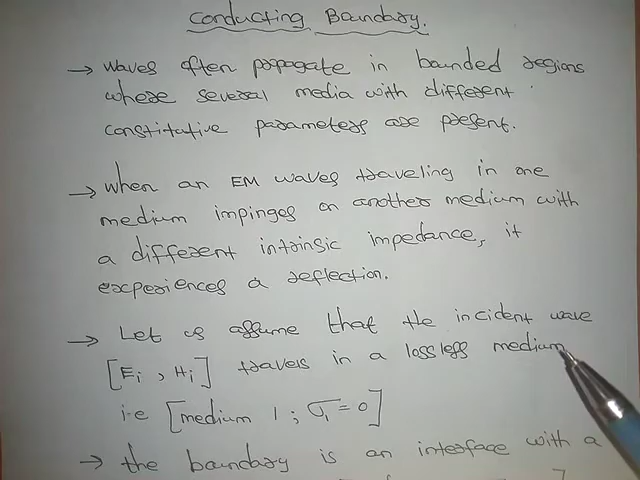 Conducting Boundary.
→ waves often propagate in bounded regions
where several media with different
constitutive parameters are present.
→ when an EM waves traveling in one
medium impinges on another medium with
a different intrinsic impedance, it
experiences a reflection.
→ Let us assume that the incident wave
[Ei , Hi] travels in a lossless medium
i.e [medium 1 ; σ1 = 0]
→ the boundary is an interface with a